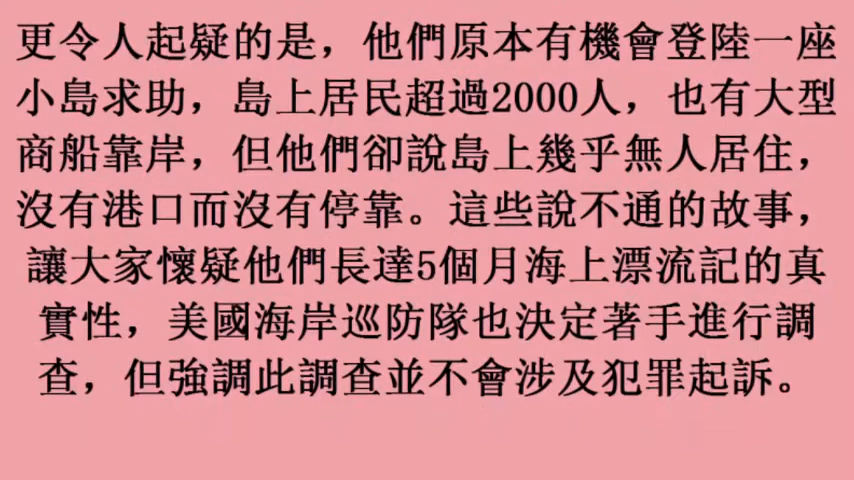 更令人起疑的是，他們原本有機會登陸一座
小島求助，島上居民超過2000人，也有大型
商船靠岸，但他們卻說島上幾乎無人居住，
沒有港口而沒有停靠。這些說不通的故事，
讓大家懷疑他們長達5個月海上漂流記的真
實性，美國海岸巡防隊也決定著手進行調
查，但強調此調查並不會涉及犯罪起訴。